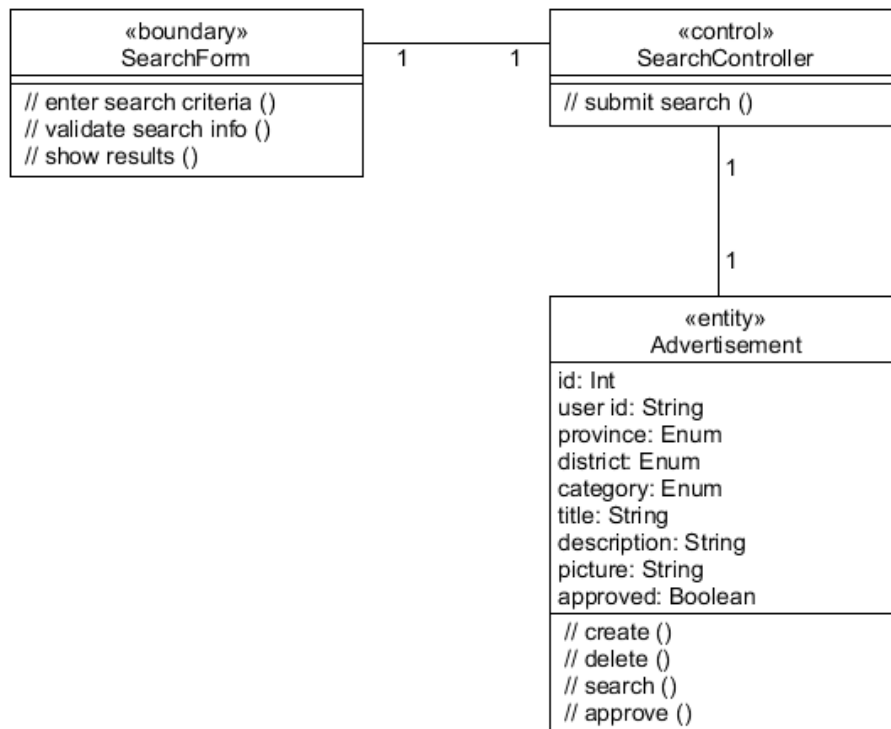 «boundary»
SearchForm
// enter search criteria ()
// validate search info ()
// show results ()
1
1
«control»
SearchController
// submit search ()
1
1
«entity»
Advertisement
id: Int
user id: String
province: Enum
district: Enum
category: Enum
title: String
description: String
picture: String
approved: Boolean
// create ()
// delete ()
// search ()
// approve ()